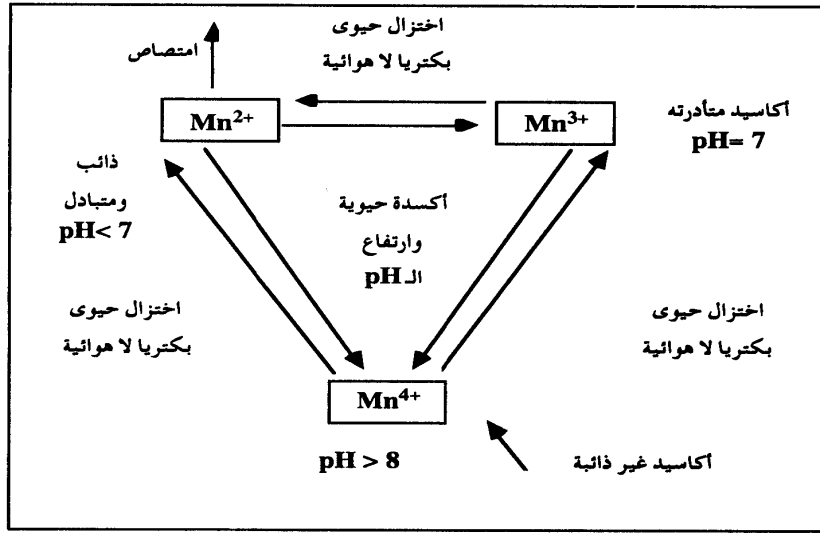 اختزال حيوى
بكتريا لا هوائية
امتصاص
Mn²⁺
Mn³⁺
أكاسيد متأدرته
pH= 7
ذائب
ومتبادل
pH< 7
أكسدة حيوية
وارتفاع
الـ pH
اختزال حيوى
بكتريا لا هوائية
اختزال حيوى
بكتريا لا هوائية
Mn⁴⁺
pH > 8
أكاسيد غير ذائبة